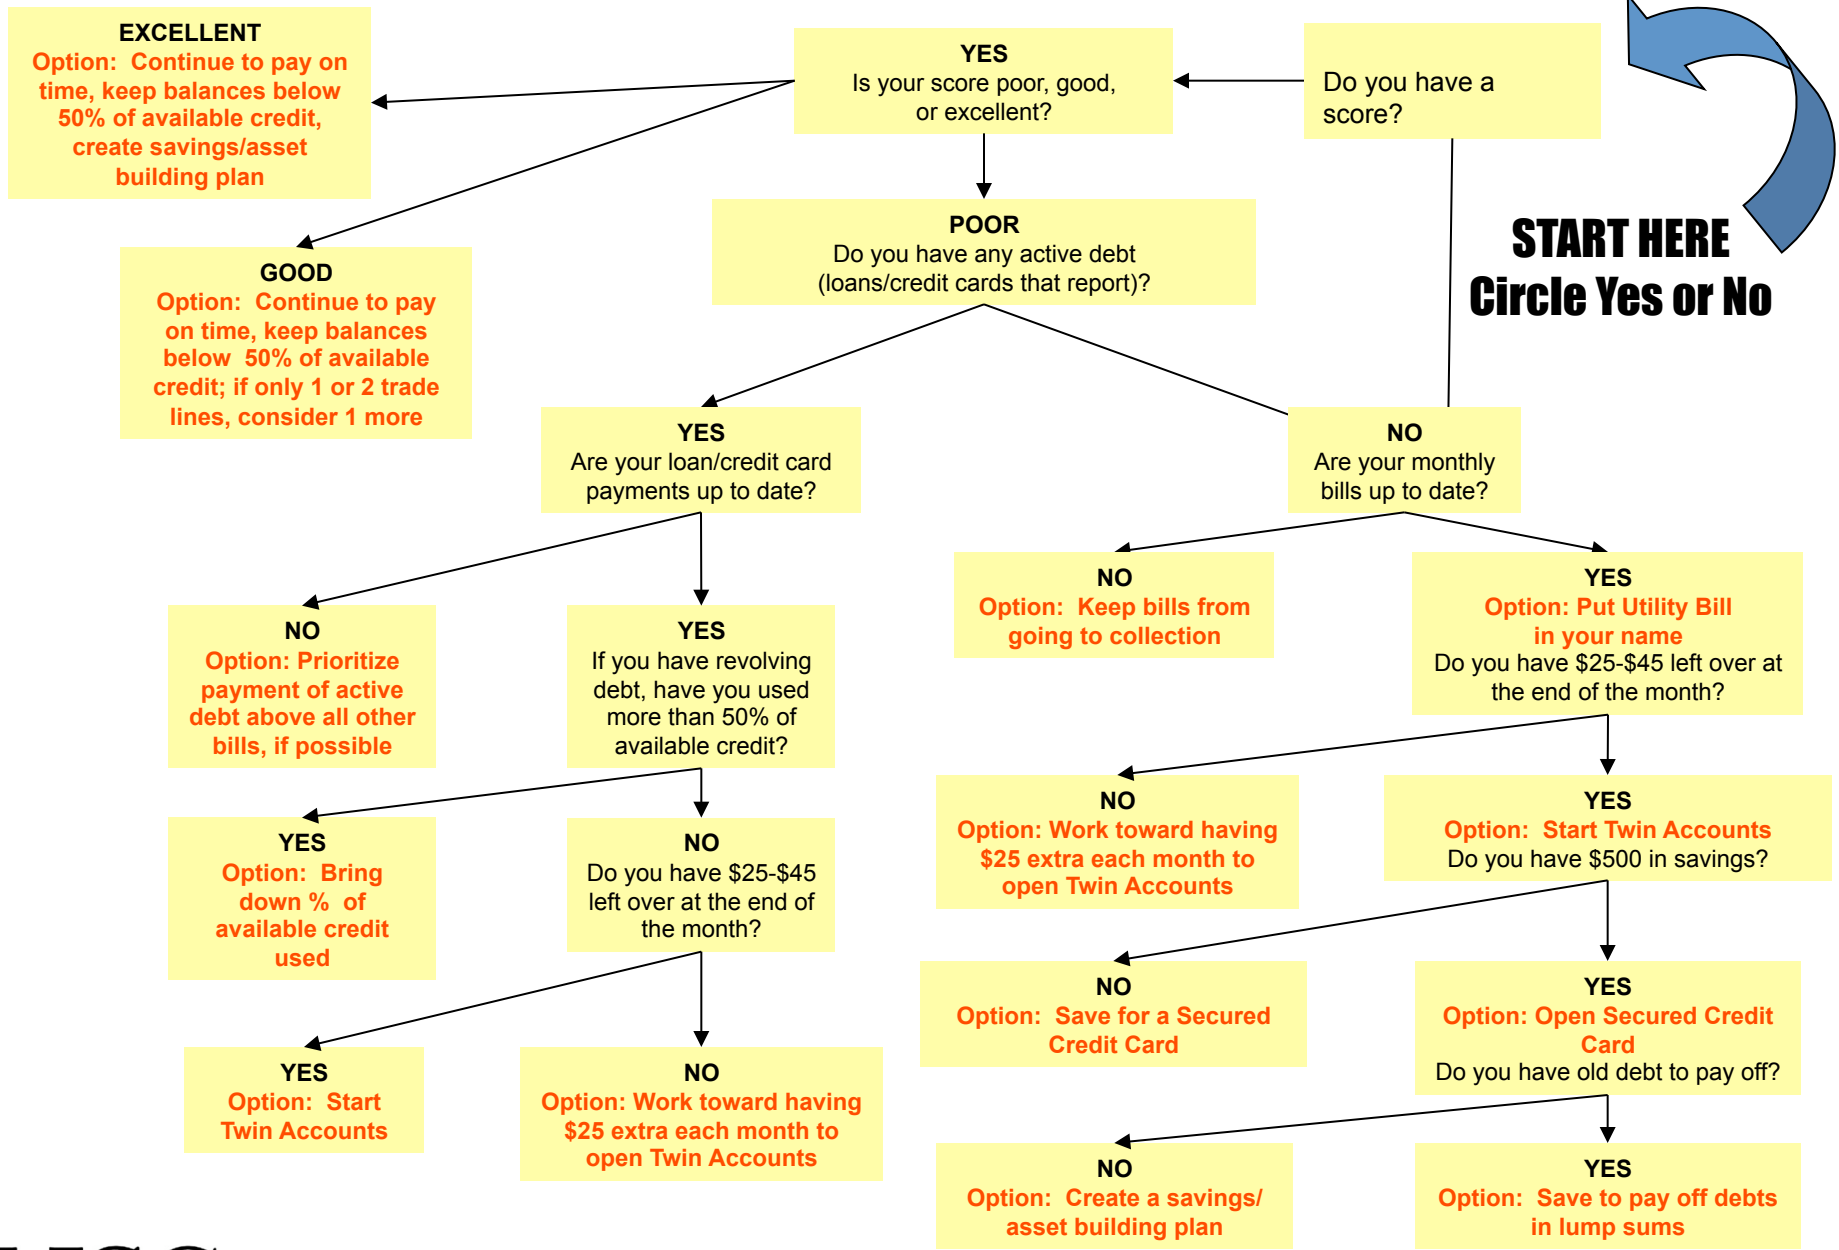 EXCELLENT
Option:  Continue to pay on
time, keep balances below
50% of available credit,
create savings/asset
building plan
YES
Is your score poor, good,
or excellent?
Do you have a
score?
START HERE
Circle Yes or No
POOR
Do you have any active debt
(loans/credit cards that report)?
GOOD
Option:  Continue to pay
on time, keep balances
below  50% of available
credit; if only 1 or 2 trade
lines, consider 1 more
YES
Are your loan/credit card
payments up to date?
NO
Are your monthly
bills up to date?
NO
Option: Prioritize
payment of active
debt above all other
bills, if possible
YES
If you have revolving
debt, have you used
more than 50% of
available credit?
NO
Option:  Keep bills from
going to collection
YES
Option: Put Utility Bill
in your name
Do you have $25-$45 left over at
the end of the month?
YES
Option:  Bring
down %  of
available credit
used
NO
Do you have $25-$45
left over at the end of
the month?
NO
Option: Work toward having
$25 extra each month to
open Twin Accounts
YES
Option:  Start Twin Accounts
Do you have $500 in savings?
NO
Option:  Save for a Secured
Credit Card
YES
Option: Open Secured Credit
Card
Do you have old debt to pay off?
YES
Option:  Start
Twin Accounts
NO
Option: Work toward having
$25 extra each month to
open Twin Accounts
NO
Option:  Create a savings/
asset building plan
YES
Option:  Save to pay off debts
in lump sums